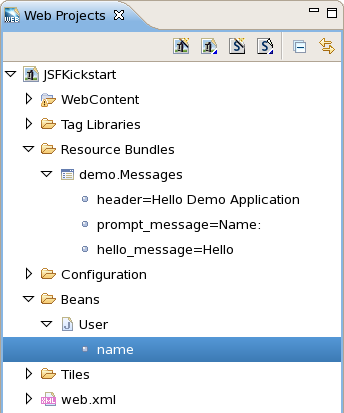 Web Projects
JSFKickstart
WebContent
Tag Libraries
Resource Bundles
demo.Messages
header=Hello Demo Application
prompt_message=Name:
hello_message=Hello
Configuration
Beans
User
name
Tiles
web.xml